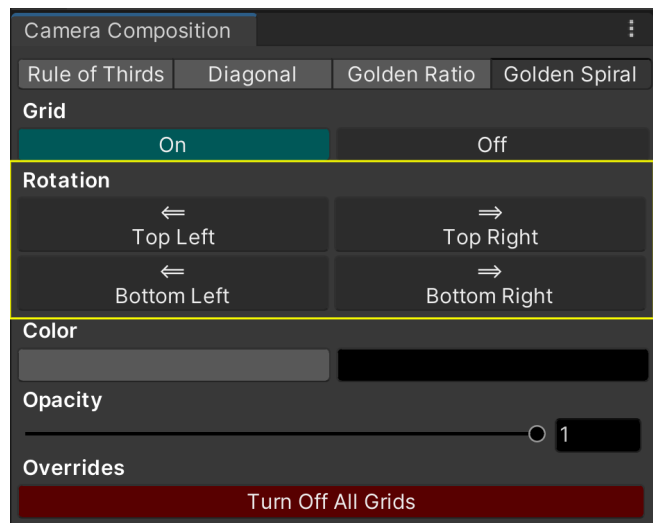 Camera Composition
Rule of Thirds Diagonal Golden Ratio Golden Spiral
Grid
On Off
Rotation
⇐ ⇒
Top Left Top Right
⇐ ⇒
Bottom Left Bottom Right
Color
Opacity
1
Overrides
Turn Off All Grids